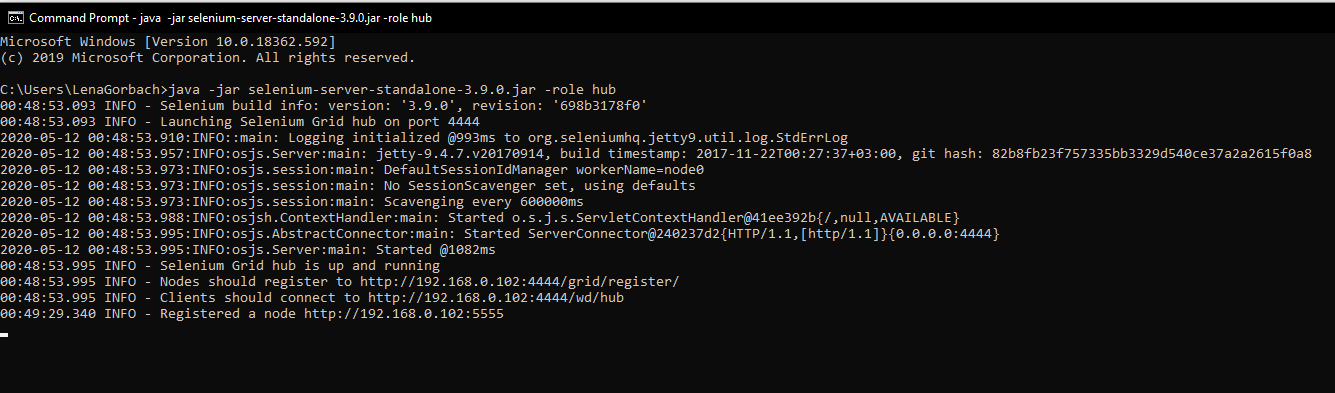 Command Prompt - java  -jar selenium-server-standalone-3.9.0.jar -role hub
Microsoft Windows [Version 10.0.18362.592]
(c) 2019 Microsoft Corporation. All rights reserved.
C:\Users\LenaGorbach>java -jar selenium-server-standalone-3.9.0.jar -role hub
00:48:53.093 INFO - Selenium build info: version: '3.9.0', revision: '698b3178f0'
00:48:53.093 INFO - Launching Selenium Grid hub on port 4444
2020-05-12 00:48:53.910:INFO::main: Logging initialized @993ms to org.seleniumhq.jetty9.util.log.StdErrLog
2020-05-12 00:48:53.957:INFO:osjs.Server:main: jetty-9.4.7.v20170914, build timestamp: 2017-11-22T00:27:37+03:00, git hash: 82b8fb23f757335bb3329d540ce37a2a2615f0a8
2020-05-12 00:48:53.973:INFO:osjs.session:main: DefaultSessionIdManager workerName=node0
2020-05-12 00:48:53.973:INFO:osjs.session:main: No SessionScavenger set, using defaults
2020-05-12 00:48:53.973:INFO:osjs.session:main: Scavenging every 600000ms
2020-05-12 00:48:53.988:INFO:osjsh.ContextHandler:main: Started o.s.j.s.ServletContextHandler@41ee392b{/,null,AVAILABLE}
2020-05-12 00:48:53.995:INFO:osjs.AbstractConnector:main: Started ServerConnector@240237d2{HTTP/1.1,[http/1.1]}{0.0.0.0:4444}
2020-05-12 00:48:53.995:INFO:osjs.Server:main: Started @1082ms
00:48:53.995 INFO - Selenium Grid hub is up and running
00:48:53.995 INFO - Nodes should register to http://192.168.0.102:4444/grid/register/
00:48:53.995 INFO - Clients should connect to http://192.168.0.102:4444/wd/hub
00:49:29.340 INFO - Registered a node http://192.168.0.102:5555